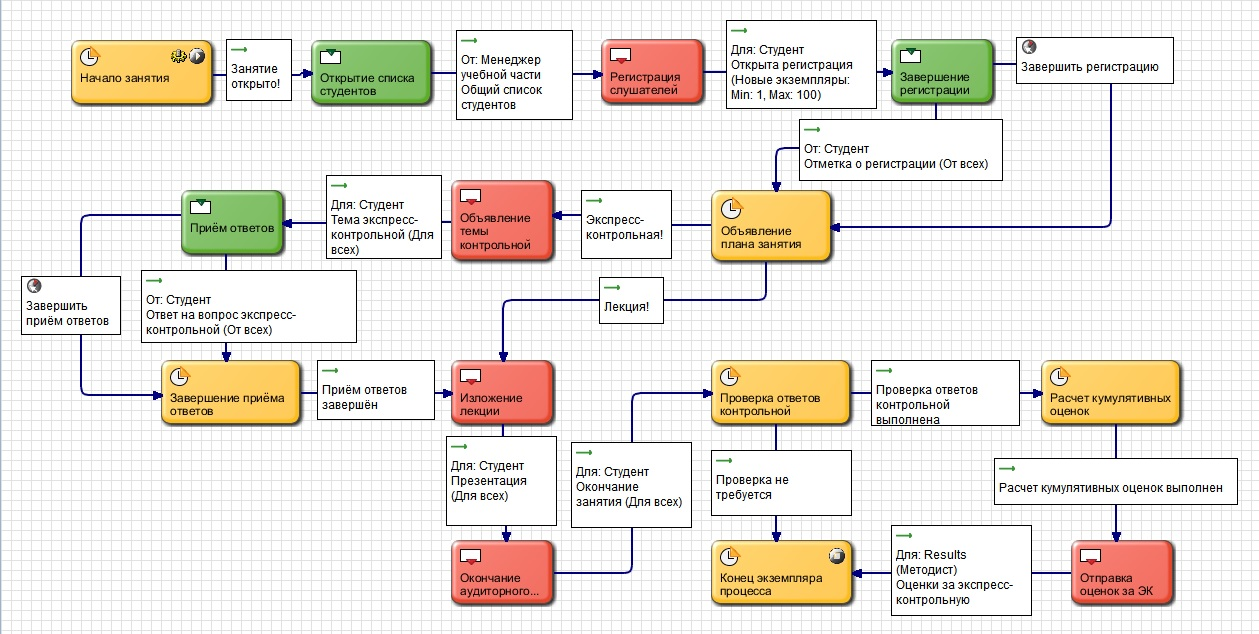 Начало занятия
Занятие
открыто!
Открытие списка
студентов
От: Менеджер
учебной части
Общий список
студентов
Регистрация
слушателей
Для: Студент
Открыта регистрация
(Новые экземпляры:
Min: 1, Max: 100)
Завершение
регистрации
Завершить регистрацию
От: Студент
Отметка о регистрации (От всех)
Объявление
плана занятия
Экспресс-
контрольная!
Объявление
темы
контрольной
Для: Студент
Тема экспресс-
контрольной (Для
всех)
Приём ответов
Завершить
приём ответов
От: Студент
Ответ на вопрос экспресс-
контрольной (От всех)
Лекция!
Завершение приёма
ответов
Приём ответов
завершён
Изложение
лекции
Для: Студент
Презентация
(Для всех)
Окончание
аудиторного...
Для: Студент
Окончание
занятия (Для всех)
Проверка ответов
контрольной
Проверка ответов
контрольной
выполнена
Расчет кумулятивных
оценок
Проверка не
требуется
Расчет кумулятивных оценок выполнен
Конец экземпляра
процесса
Для: Results
(Методист)
Оценки за экспресс-
контрольную
Отправка
оценок за ЭК